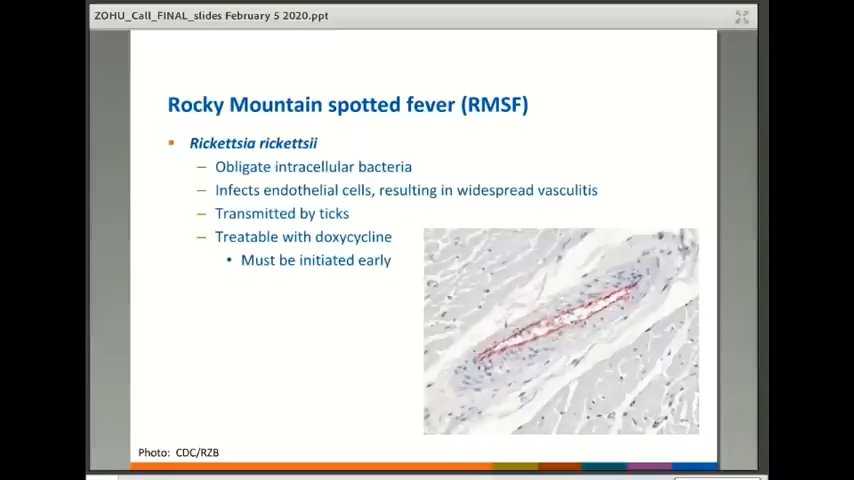 ZOHU_Call_FINAL_slides February 5 2020.ppt
Rocky Mountain spotted fever (RMSF)
▪ Rickettsia rickettsii
– Obligate intracellular bacteria
– Infects endothelial cells, resulting in widespread vasculitis
– Transmitted by ticks
– Treatable with doxycycline
• Must be initiated early
Photo: CDC/RZB